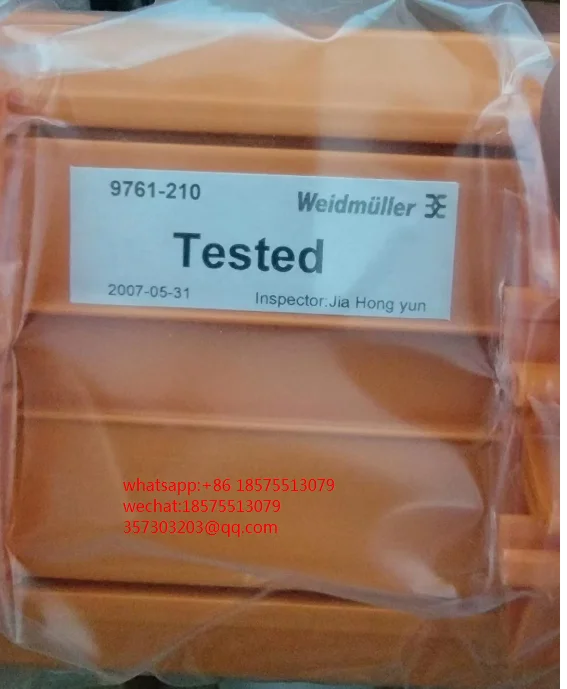 9761-210
Weidmüller
Tested
2007-05-31 Inspector:Jia Hong yun
whatsapp:+86 18575513079
wechat:18575513079
357303203@qq.com